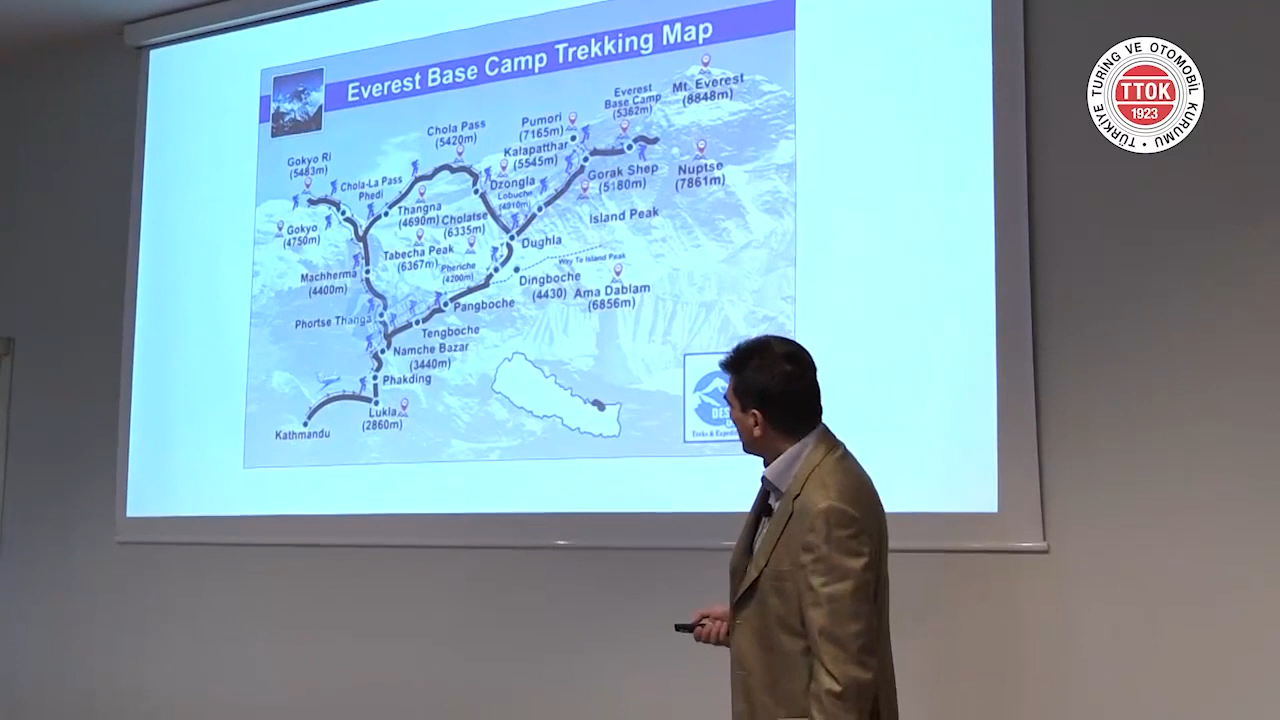 Everest Base Camp Trekking Map
Mt. Everest
(8848m)
Everest
Base Camp
(5362m)
Pumori
(7165m)
Kalapatthar
(5545m)
Chola Pass
(5420m)
Gokyo Ri
(5483m)
Chola-La Pass
Phedi
Dzongla
Lobuche
(4910m)
Gorak Shep
(5180m)
Nuptse
(7861m)
Thangna
(4690m)
Cholatse
(6335m)
Island Peak
Gokyo
(4750m)
Tabecha Peak
(6367m)
Dughla
Way To Island Peak
Pheriche
(4200m)
Machherma
(4400m)
Dingboche
(4430)
Ama Dablam
(6856m)
Pangboche
Phortse Thanga
Tengboche
Namche Bazar
(3440m)
Phakding
Lukla
(2860m)
Kathmandu
DES
Treks & Expedi
TÜRKİYE TURING VE OTOMOBİL KURUMU
TTOK
1923